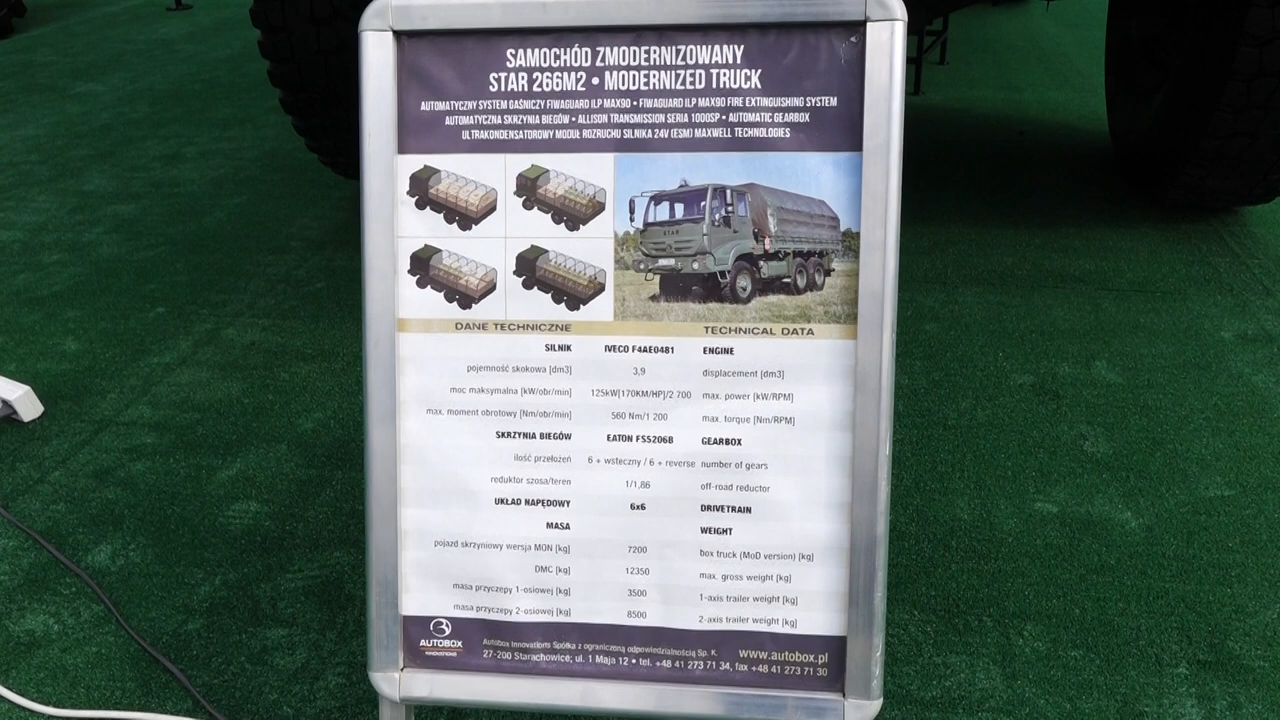 SAMOCHÓD ZMODERNIZOWANY
STAR 266M2 • MODERNIZED TRUCK
AUTOMATYCZNY SYSTEM GAŚNICZY FIWAGUARD ILP MAX90 • FIWAGUARD ILP MAX90 FIRE EXTINGUISHING SYSTEM
AUTOMATYCZNA SKRZYNIA BIEGÓW • ALLISON TRANSMISSION SERIA 1000SP • AUTOMATIC GEARBOX
ULTRAKONDENSATOROWY MODUŁ ROZRUCHU SILNIKA 24V (ESM) MAXWELL TECHNOLOGIES
STAR
DANE TECHNICZNE TECHNICAL DATA
SILNIK IVECO F4AE0481 ENGINE
pojemność skokowa [dm3] 3,9 displacement [dm3]
moc maksymalna [kW/obr/min] 125kW[170KM/HP]/2 700 max. power [kW/RPM]
max. moment obrotowy [Nm/obr/min] 560 Nm/1 200 max. torque [Nm/RPM]
SKRZYNIA BIEGÓW EATON FS5206B GEARBOX
ilość przełożeń 6 + wsteczny / 6 + reverse number of gears
reduktor szosa/teren 1/1,86 off-road reductor
UKŁAD NAPĘDOWY 6x6 DRIVETRAIN
MASA WEIGHT
pojazd skrzyniowy wersja MON [kg] 7200 box truck (MoD version) [kg]
DMC [kg] 12350 max. gross weight [kg]
masa przyczepy 1-osiowej [kg] 3500 1-axis trailer weight [kg]
masa przyczepy 2-osiowej [kg] 8500 2-axis trailer weight [kg]
AUTOBOX
INNOVATIONS
Autobox Innovations Spółka z ograniczoną odpowiedzialnością Sp. K. www.autobox.pl
27-200 Starachowice; ul. 1 Maja 12 • tel. +48 41 273 71 34, fax +48 41 273 71 30